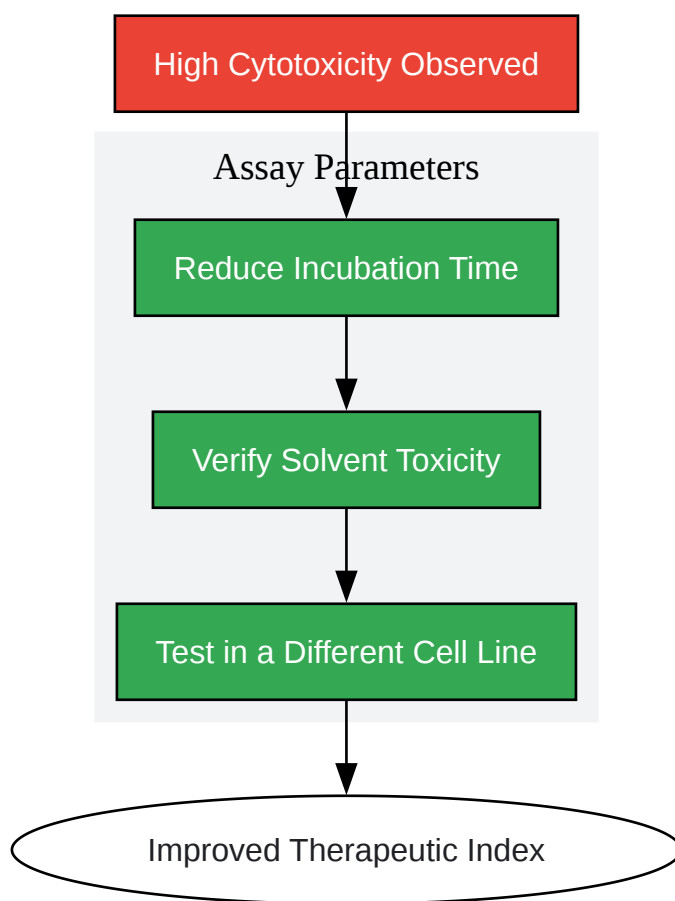 High Cytotoxicity Observed
Assay Parameters
Reduce Incubation Time
Verify Solvent Toxicity
Test in a Different Cell Line
Improved Therapeutic Index